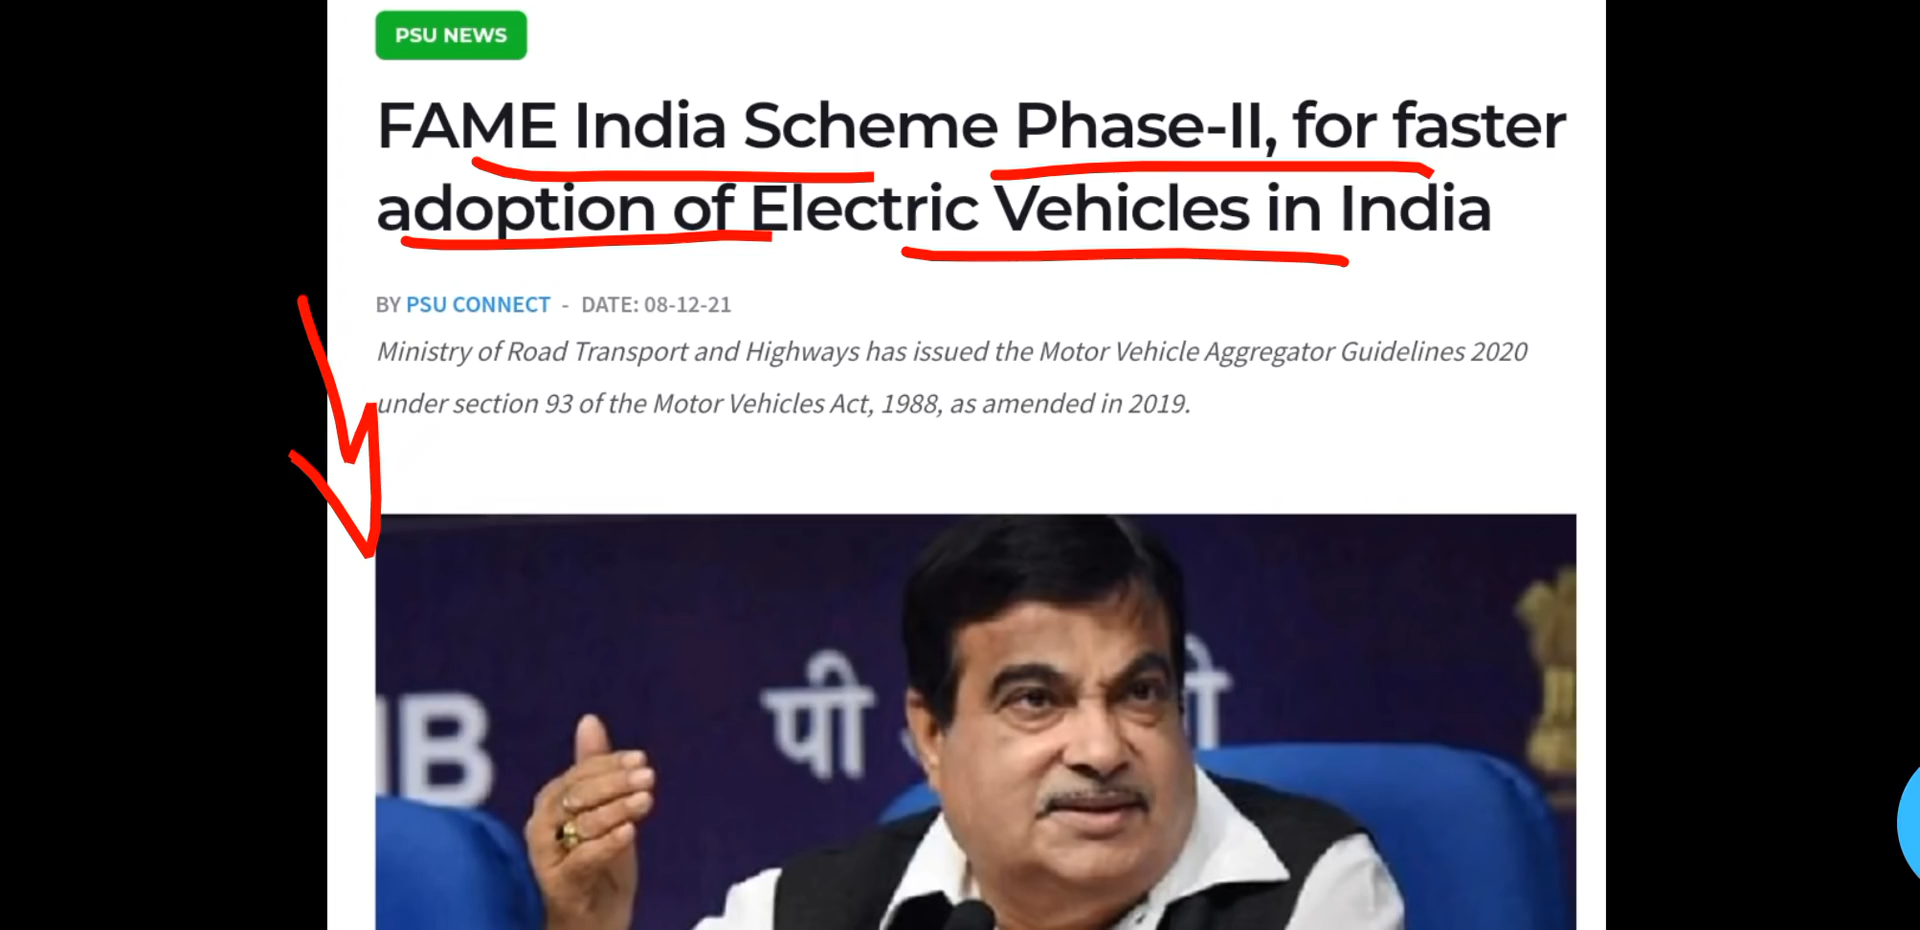 PSU NEWS
FAME India Scheme Phase-II, for faster
adoption of Electric Vehicles in India
BY PSU CONNECT - DATE: 08-12-21
Ministry of Road Transport and Highways has issued the Motor Vehicle Aggregator Guidelines 2020
under section 93 of the Motor Vehicles Act, 1988, as amended in 2019.
IB
पी